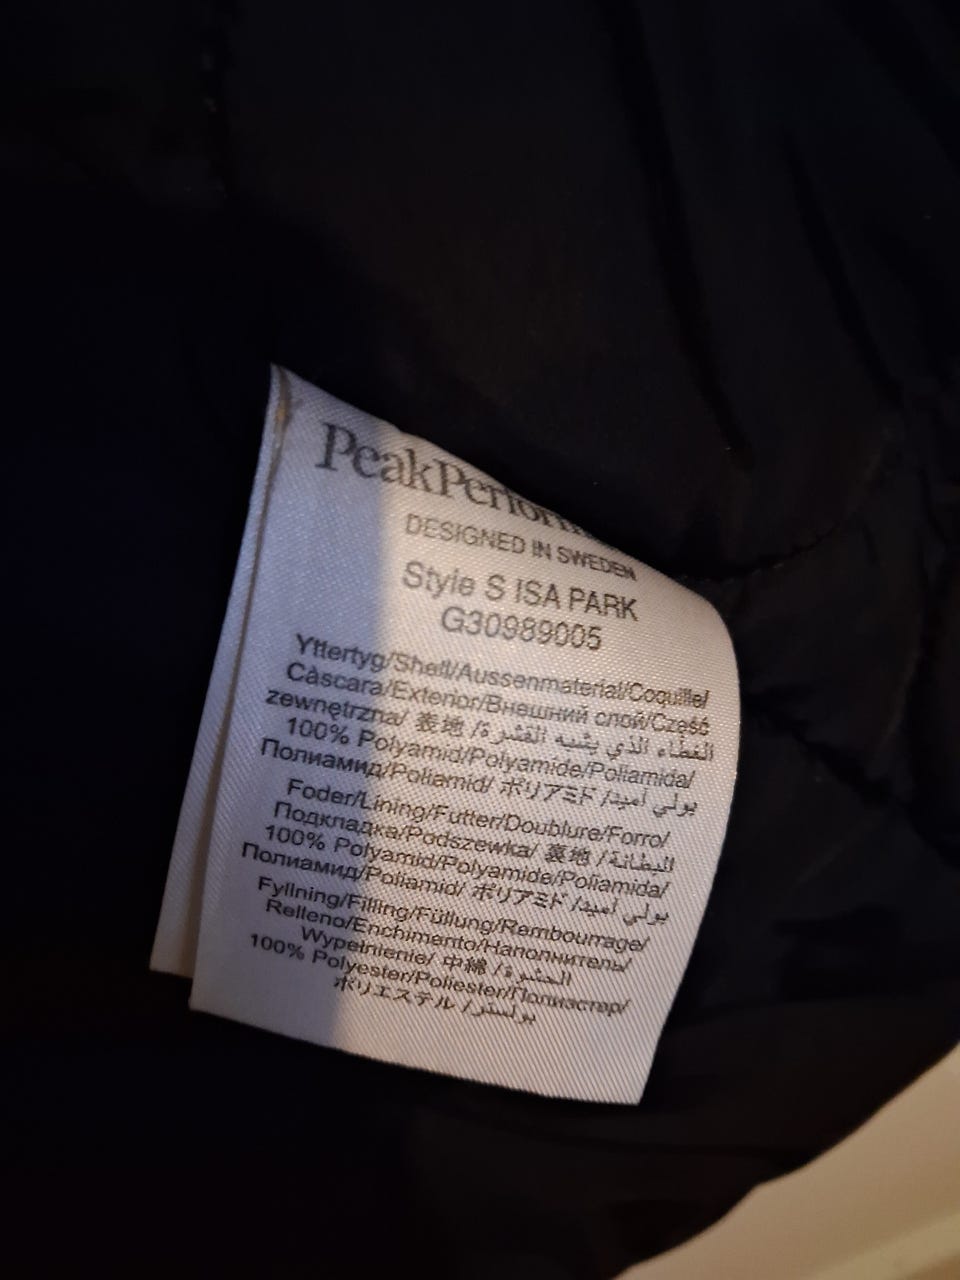 PeakPerform
DESIGNED IN SWEDEN
Style S ISA PARK
G30989005
Yttertyg/Shell/Aussenmaterial/Coquille/
Càscara/Exterior/Внешний слой/Część
zewnętrzna/ 表地 /الغطاء الذي يشبه القشرة
100% Polyamid/Polyamide/Poliamida/
Полиамид/Poliamid/ ポリアミド /بولي أميد
Foder/Lining/Futter/Doublure/Forro/
Подкладка/Podszewka/ 裏地 /البطانة
100% Polyamid/Polyamide/Poliamida/
Полиамид/Poliamid/ ポリアミド /بولي أميد
Fyllning/Filling/Füllung/Rembourrage/
Relleno/Enchimento/Наполнитель/
Wypełnienie/ 中綿 /الحشوة
100% Polyester/Poliester/Полиэстер/
ポリエステル /بولستر